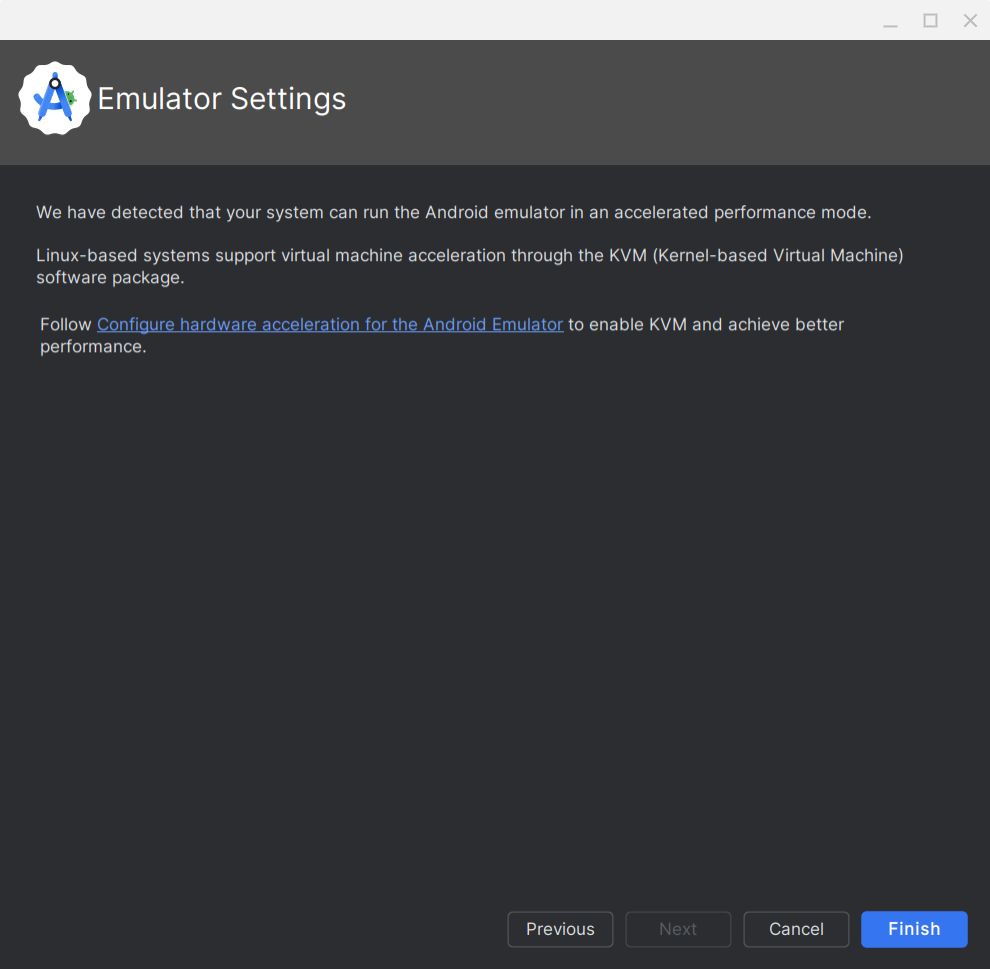 Emulator Settings
We have detected that your system can run the Android emulator in an accelerated performance mode.
Linux-based systems support virtual machine acceleration through the KVM (Kernel-based Virtual Machine)
software package.
Follow Configure hardware acceleration for the Android Emulator to enable KVM and achieve better
performance.
Previous Next Cancel Finish